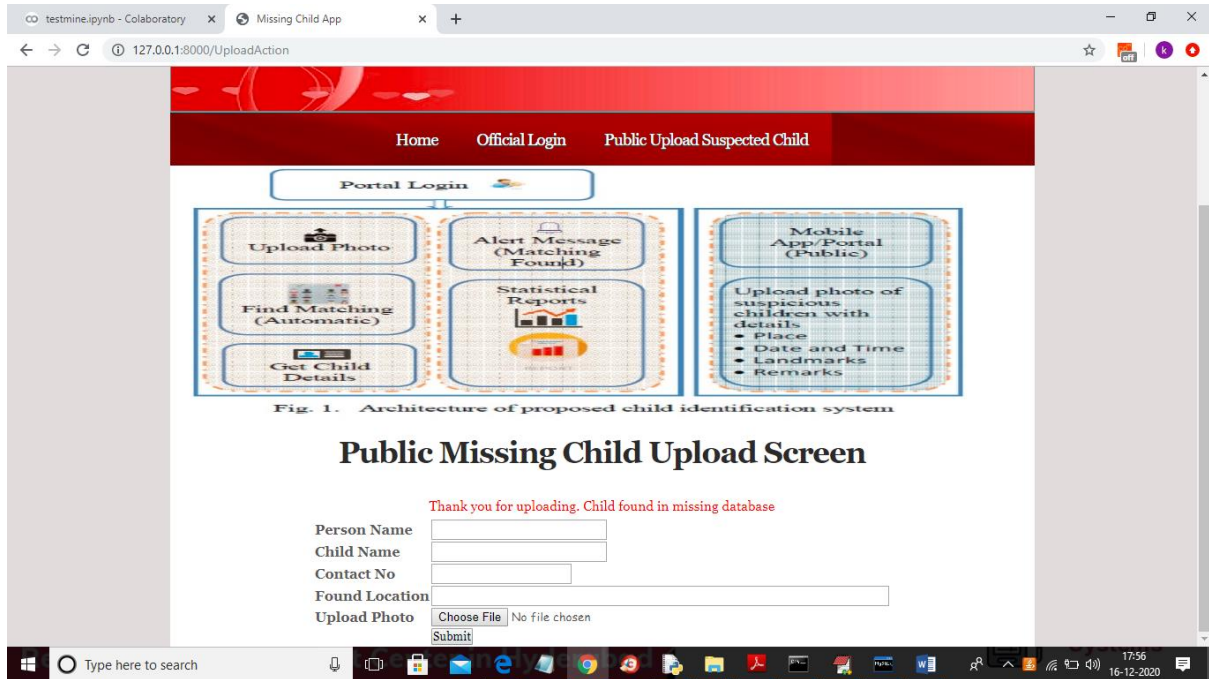 testmine.ipynb - Colaboratory
Missing Child App
127.0.0.1:8000/UploadAction
off
k
Home Official Login Public Upload Suspected Child
Portal Login
Upload Photo
Find Matching
(Automatic)
Get Child
Details
Alert Message
(Matching
Found)
Statistical
Reports
Mobile
App/Portal
(Public)
Upload photo of
suspicious
children with
details
• Place
• Date and Time
• Landmarks
• Remarks
Fig. 1. Architecture of proposed child identification system
Public Missing Child Upload Screen
Thank you for uploading. Child found in missing database
Person Name
Child Name
Contact No
Found Location
Upload Photo Choose File No file chosen
Submit
Type here to search
17:56
16-12-2020